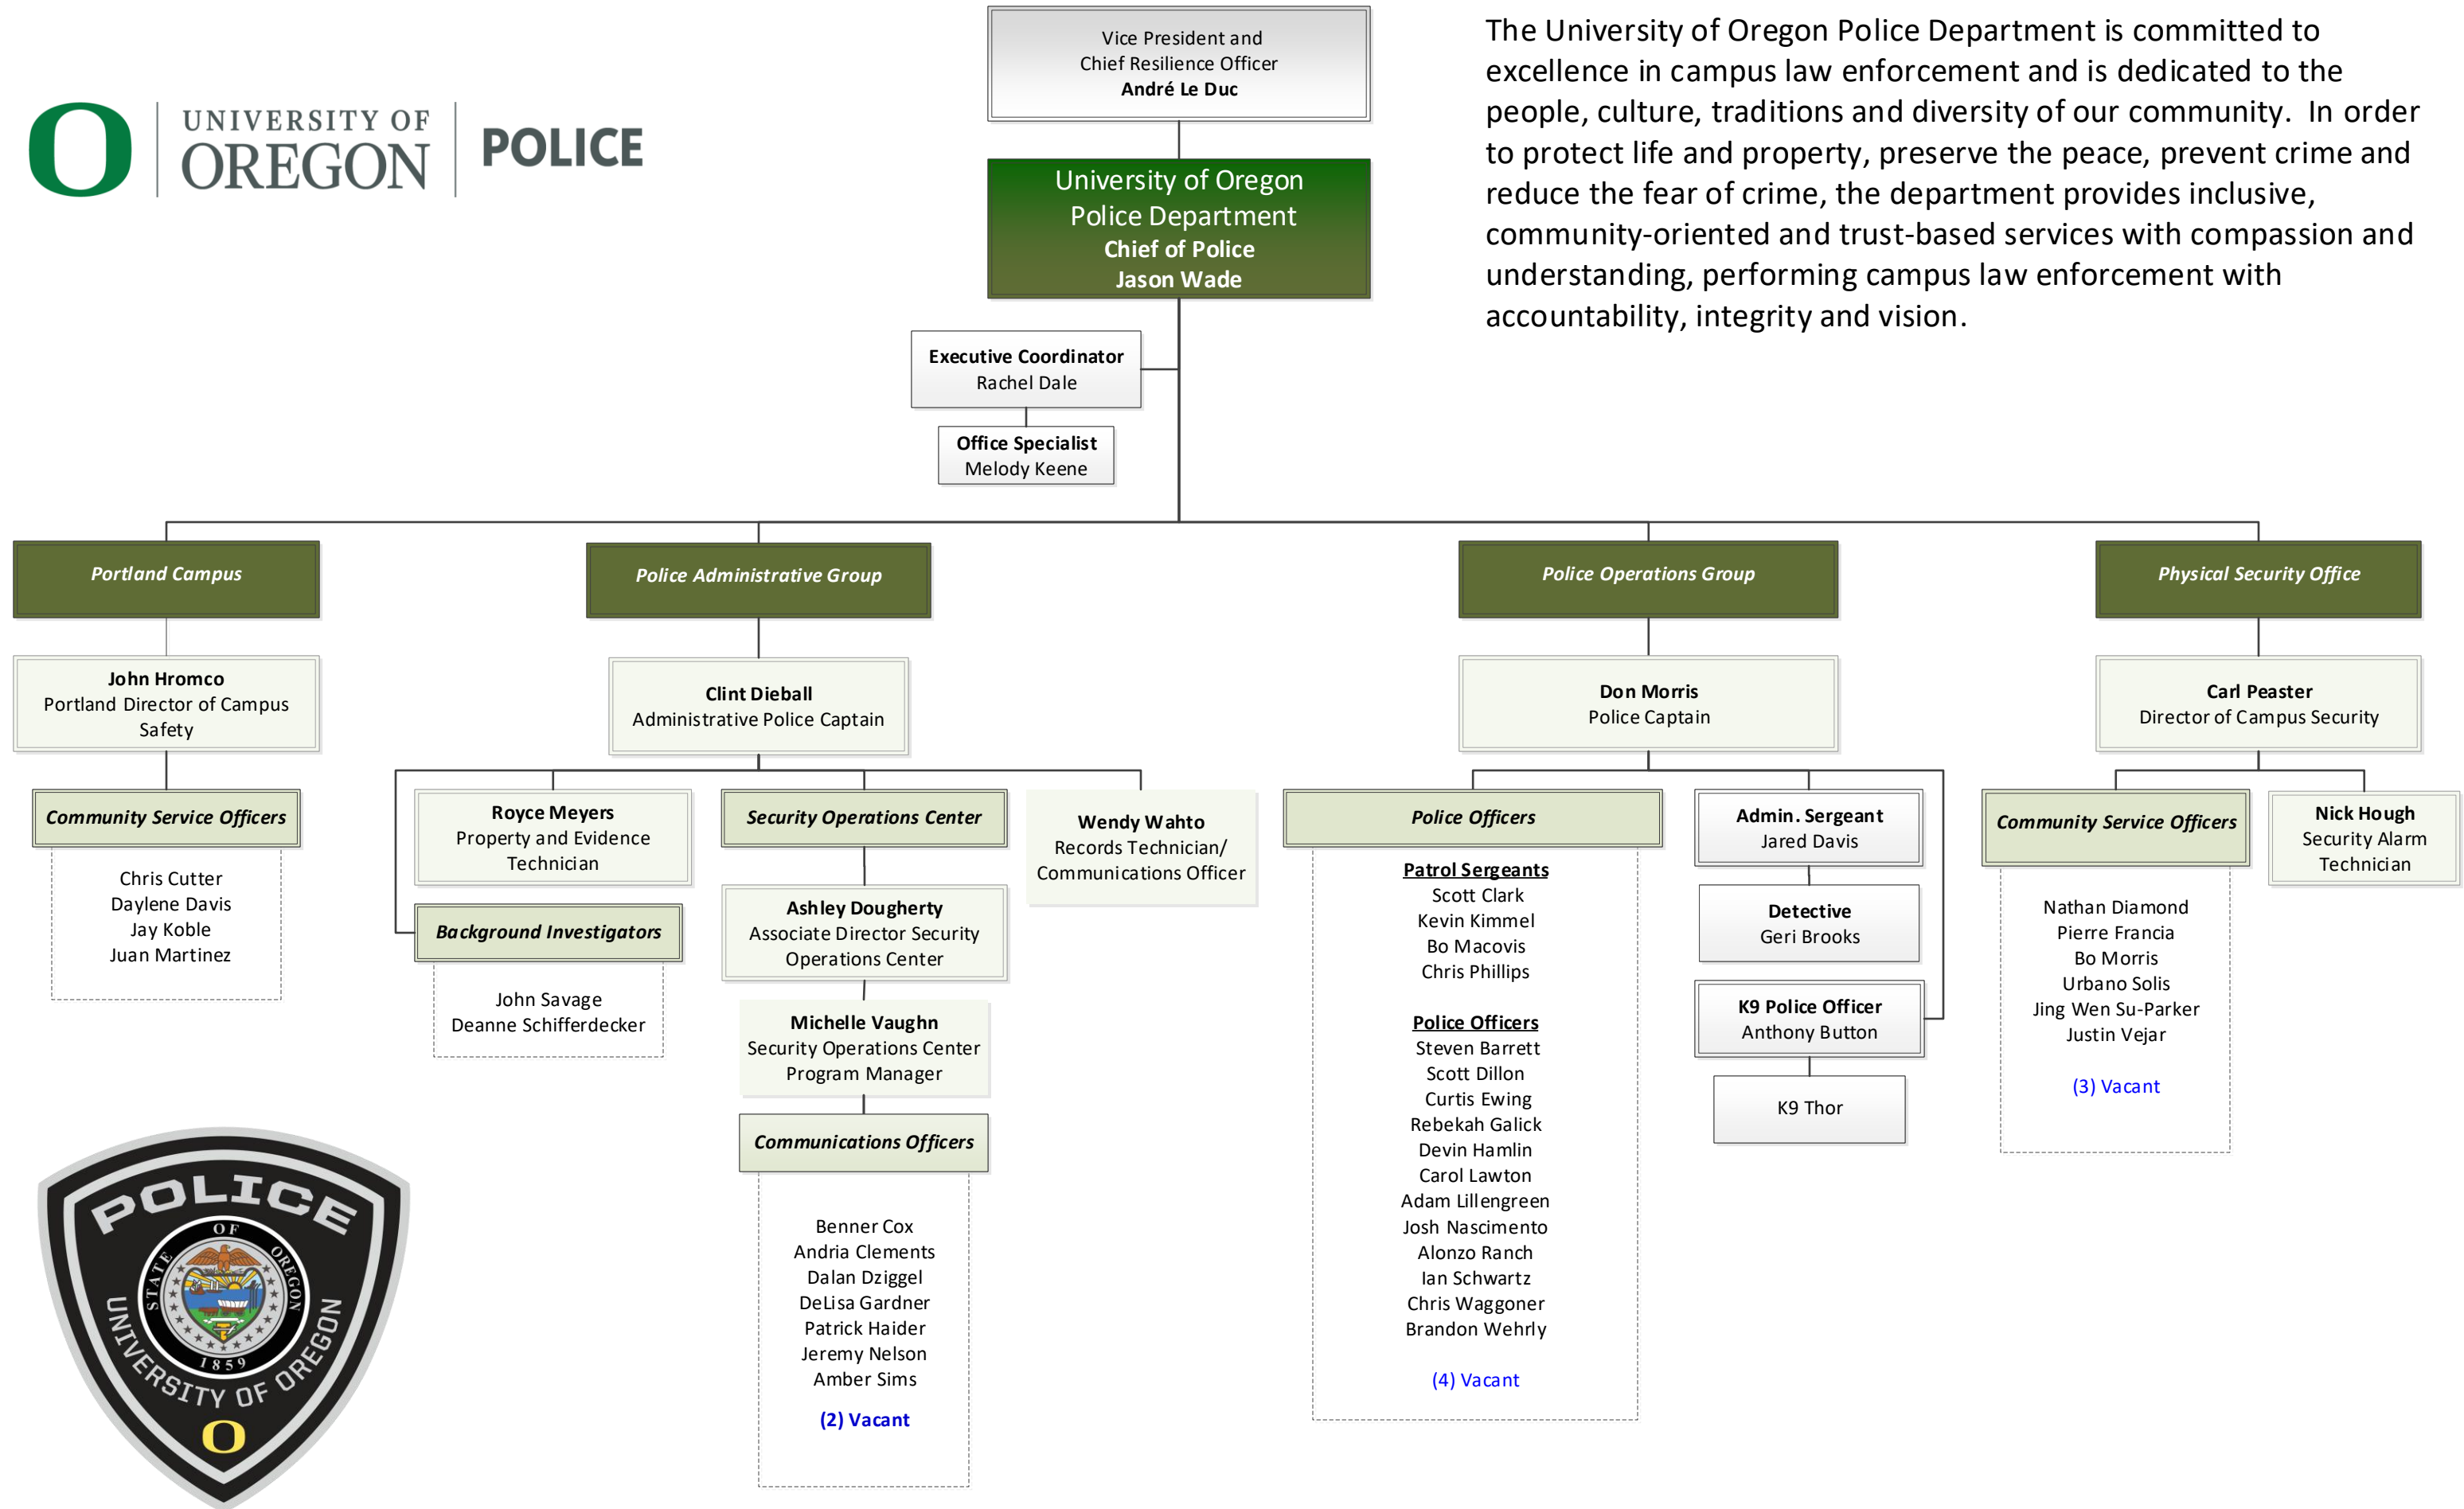 UNIVERSITY OF
OREGON
POLICE
Vice President and
Chief Resilience Officer
André Le Duc
University of Oregon
Police Department
Chief of Police
Jason Wade
The University of Oregon Police Department is committed to
excellence in campus law enforcement and is dedicated to the
people, culture, traditions and diversity of our community.  In order
to protect life and property, preserve the peace, prevent crime and
reduce the fear of crime, the department provides inclusive,
community-oriented and trust-based services with compassion and
understanding, performing campus law enforcement with
accountability, integrity and vision.
Executive Coordinator
Rachel Dale
Office Specialist
Melody Keene
Portland Campus
John Hromco
Portland Director of Campus
Safety
Community Service Officers
Chris Cutter
Daylene Davis
Jay Koble
Juan Martinez
Police Administrative Group
Clint Dieball
Administrative Police Captain
Royce Meyers
Property and Evidence
Technician
Background Investigators
John Savage
Deanne Schifferdecker
Security Operations Center
Ashley Dougherty
Associate Director Security
Operations Center
Michelle Vaughn
Security Operations Center
Program Manager
Communications Officers
Benner Cox
Andria Clements
Dalan Dziggel
DeLisa Gardner
Patrick Haider
Jeremy Nelson
Amber Sims
(2) Vacant
Wendy Wahto
Records Technician/
Communications Officer
Police Operations Group
Don Morris
Police Captain
Police Officers
Patrol Sergeants
Scott Clark
Kevin Kimmel
Bo Macovis
Chris Phillips
Police Officers
Steven Barrett
Scott Dillon
Curtis Ewing
Rebekah Galick
Devin Hamlin
Carol Lawton
Adam Lillengreen
Josh Nascimento
Alonzo Ranch
Ian Schwartz
Chris Waggoner
Brandon Wehrly
(4) Vacant
Admin. Sergeant
Jared Davis
Detective
Geri Brooks
K9 Police Officer
Anthony Button
K9 Thor
Physical Security Office
Carl Peaster
Director of Campus Security
Community Service Officers
Nathan Diamond
Pierre Francia
Bo Morris
Urbano Solis
Jing Wen Su-Parker
Justin Vejar
(3) Vacant
Nick Hough
Security Alarm
Technician
POLICE
STATE OF OREGON
1859
UNIVERSITY OF OREGON
O